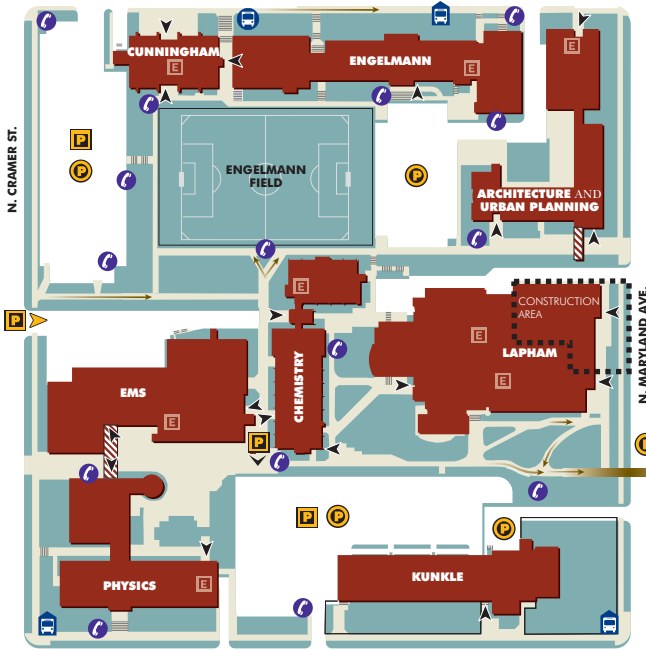 CUNNINGHAM
E
ENGELMANN
E
E
N. CRAMER ST.
P
P
ENGELMANN
FIELD
P
ARCHITECTURE AND
URBAN PLANNING
E
CONSTRUCTION
AREA
N. MARYLAND AVE.
P
E
LAPHAM
E
CHEMISTRY
EMS
E
P
P
P
P
KUNKLE
PHYSICS
E